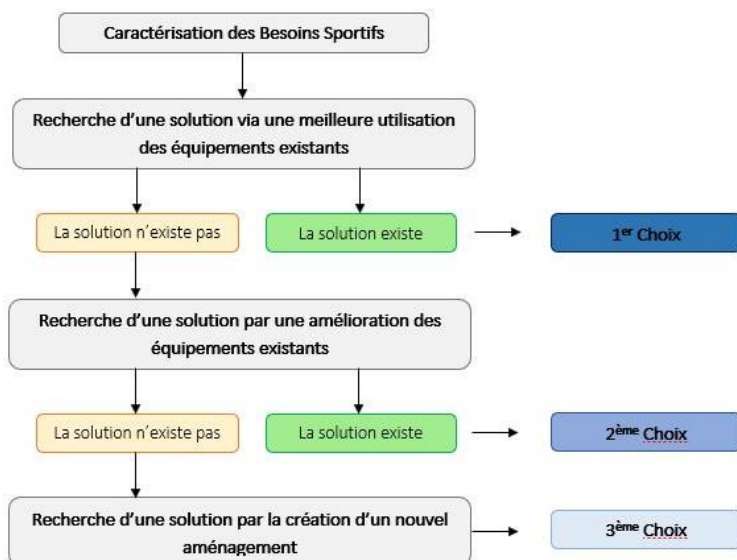 Caractérisation des Besoins Sportifs
Recherche d'une solution via une meilleure utilisation
des équipements existants
La solution n'existe pas
La solution existe
1er Choix
Recherche d'une solution par une amélioration des
équipements existants
La solution n'existe pas
La solution existe
2ème Choix
Recherche d'une solution par la création d'un nouvel
aménagement
3ème Choix